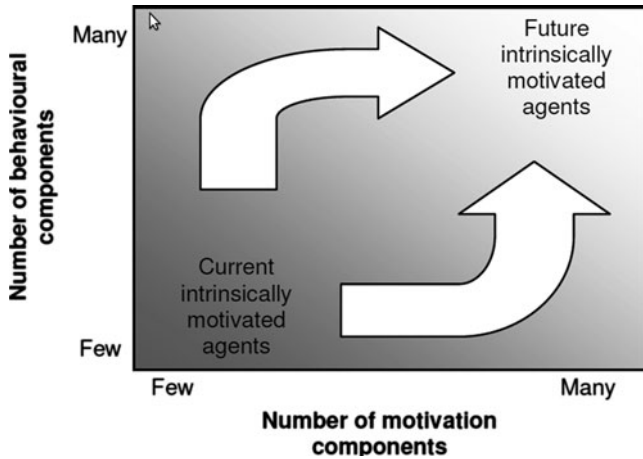 Many
Future
intrinsically
motivated
agents
Number of behavioural
components
Current
intrinsically
motivated
agents
Few
Few
Many
Number of motivation
components